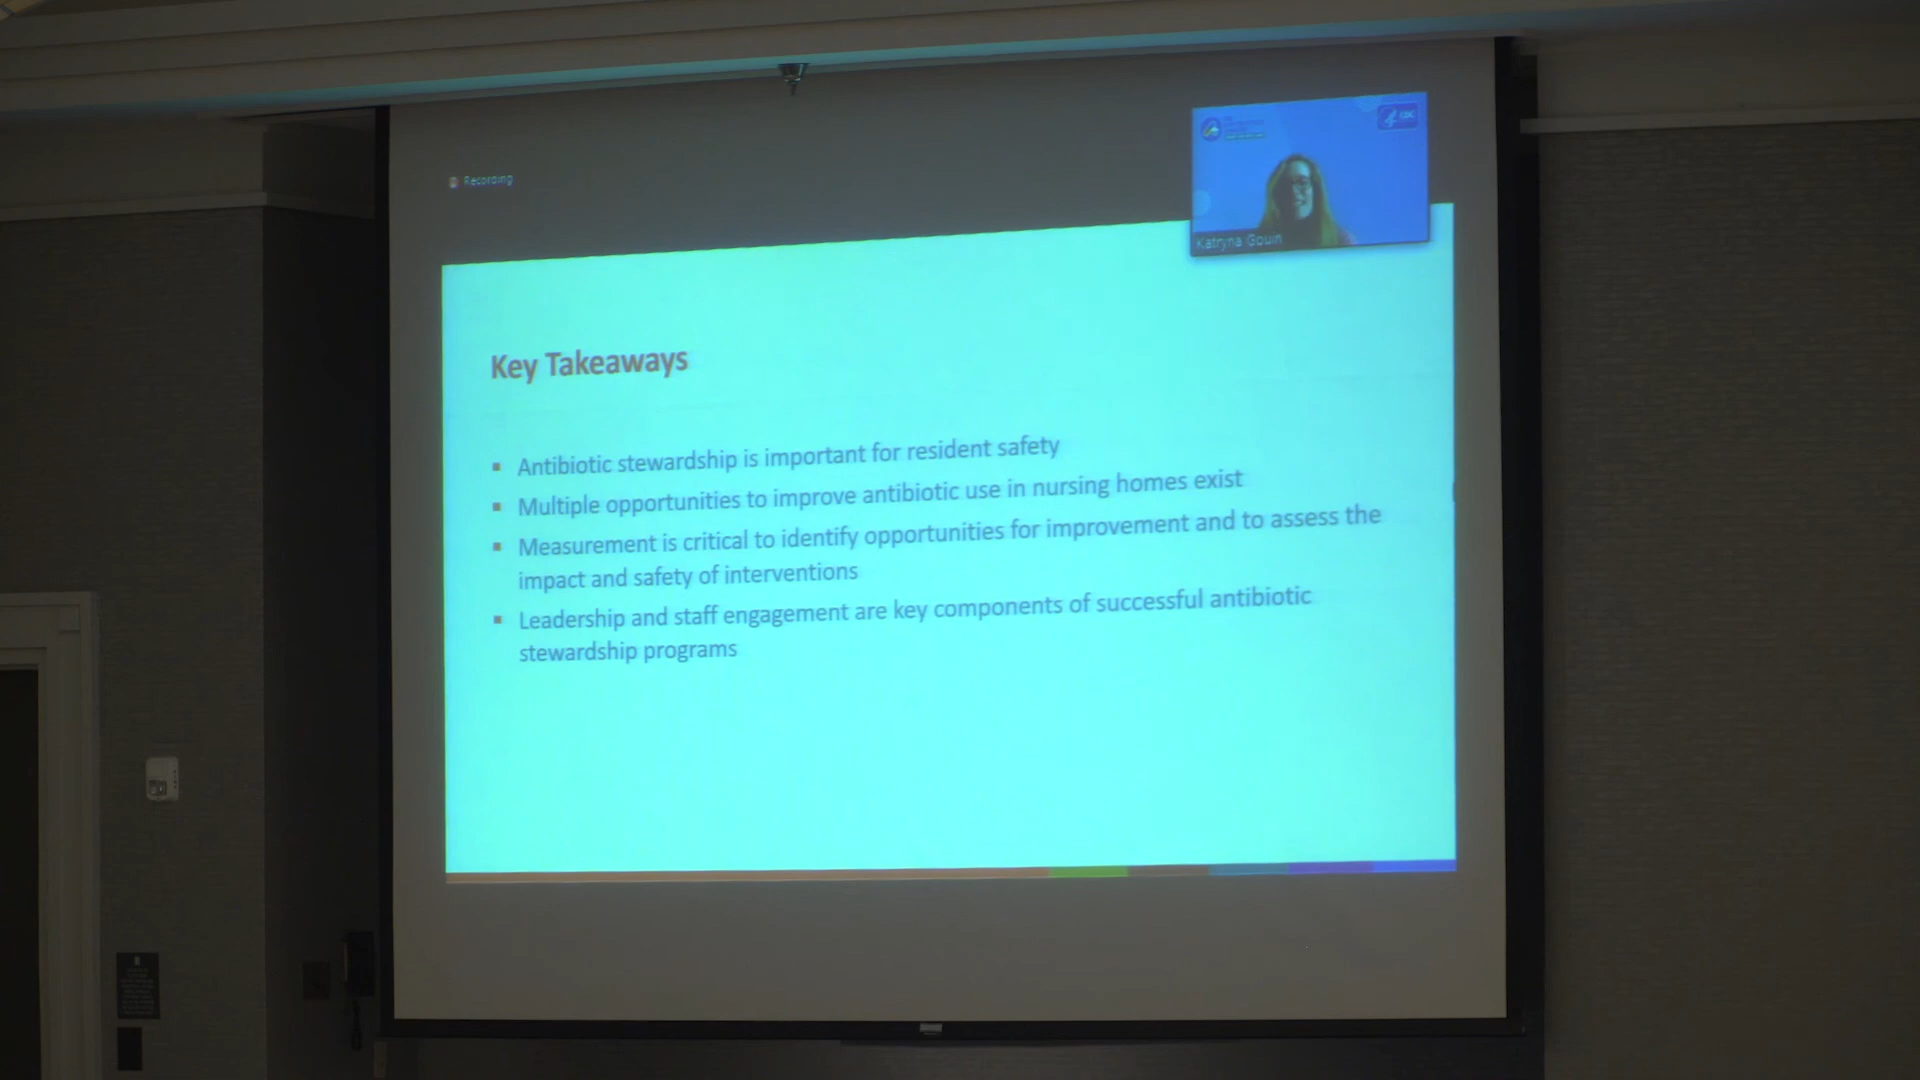 Recording
CDC
Katryna Gouin
Key Takeaways
▪ Antibiotic stewardship is important for resident safety
▪ Multiple opportunities to improve antibiotic use in nursing homes exist
▪ Measurement is critical to identify opportunities for improvement and to assess the
impact and safety of interventions
▪ Leadership and staff engagement are key components of successful antibiotic
stewardship programs